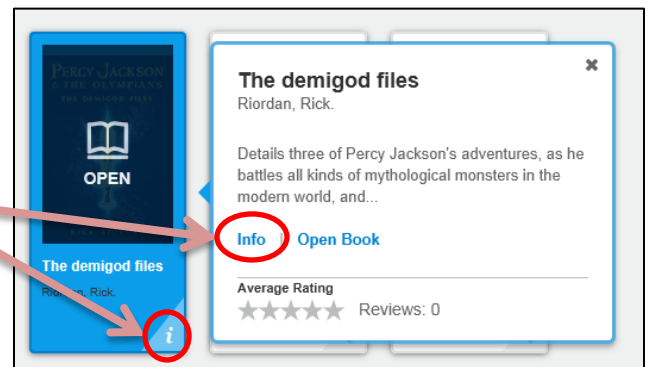 PERCY JACKSON
& THE OLYMPIANS
THE DEMIGOD FILES
OPEN
The demigod files
Riordan, Rick.
i
The demigod files
Riordan, Rick.
Details three of Percy Jackson's adventures, as he
battles all kinds of mythological monsters in the
modern world, and...
Info | Open Book
Average Rating
Reviews: 0